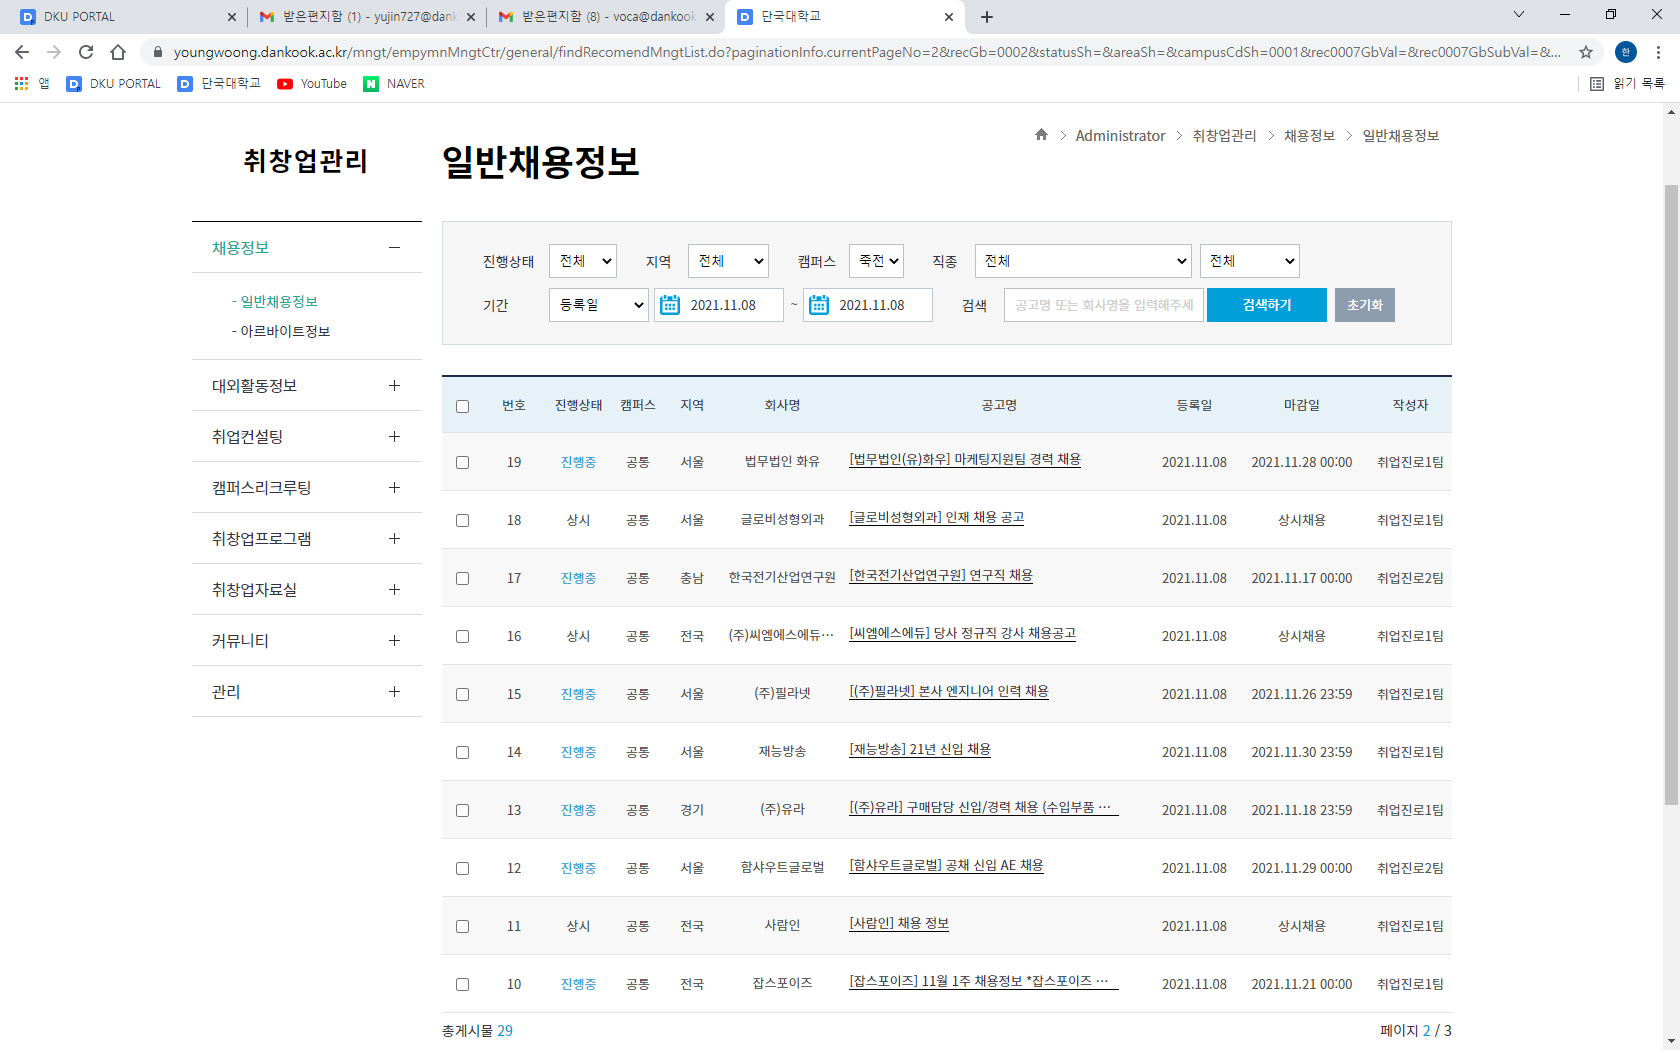 DKU PORTAL
받은편지함 (1) - yujin727@dank
받은편지함 (8) - voca@dankook
단국대학교
youngwoong.dankook.ac.kr/mngt/empymnMngtCtr/general/findRecomendMngtList.do?paginationInfo.currentPageNo=2&recGb=0002&statusSh=&areaSh=&campusCdSh=0001&rec0007GbVal=&rec0007GbSubVal=&...
한
앱 DKU PORTAL 단국대학교 YouTube NAVER 읽기 목록
Administrator > 취창업관리 > 채용정보 > 일반채용정보
취창업관리
일반채용정보
채용정보
- 일반채용정보
- 아르바이트정보
대외활동정보
취업컨설팅
캠퍼스리크루팅
취창업프로그램
취창업자료실
커뮤니티
관리
진행상태 전체 지역 전체 캠퍼스 죽전 직종 전체 전체
기간 등록일 2021.11.08 ~ 2021.11.08 검색 공고명 또는 회사명을 입력해주세 검색하기 초기화
번호 진행상태 캠퍼스 지역 회사명 공고명 등록일 마감일 작성자
19 진행중 공통 서울 법무법인 화유 [법무법인(유)화우] 마케팅지원팀 경력 채용 2021.11.08 2021.11.28 00:00 취업진로1팀
18 상시 공통 서울 글로비성형외과 [글로비성형외과] 인재 채용 공고 2021.11.08 상시채용 취업진로1팀
17 진행중 공통 충남 한국전기산업연구원 [한국전기산업연구원] 연구직 채용 2021.11.08 2021.11.17 00:00 취업진로2팀
16 상시 공통 전국 (주)씨엠에스에듀… [씨엠에스에듀] 당사 정규직 강사 채용공고 2021.11.08 상시채용 취업진로1팀
15 진행중 공통 서울 (주)필라넷 [(주)필라넷] 본사 엔지니어 인력 채용 2021.11.08 2021.11.26 23:59 취업진로1팀
14 진행중 공통 서울 재능방송 [재능방송] 21년 신입 채용 2021.11.08 2021.11.30 23:59 취업진로1팀
13 진행중 공통 경기 (주)유라 [(주)유라] 구매담당 신입/경력 채용 (수입부품 … 2021.11.08 2021.11.18 23:59 취업진로1팀
12 진행중 공통 서울 함샤우트글로벌 [함샤우트글로벌] 공채 신입 AE 채용 2021.11.08 2021.11.29 00:00 취업진로2팀
11 상시 공통 전국 사람인 [사람인] 채용 정보 2021.11.08 상시채용 취업진로1팀
10 진행중 공통 전국 잡스포이즈 [잡스포이즈] 11월 1주 채용정보 *잡스포이즈 … 2021.11.08 2021.11.21 00:00 취업진로1팀
총게시물 29
페이지 2 / 3